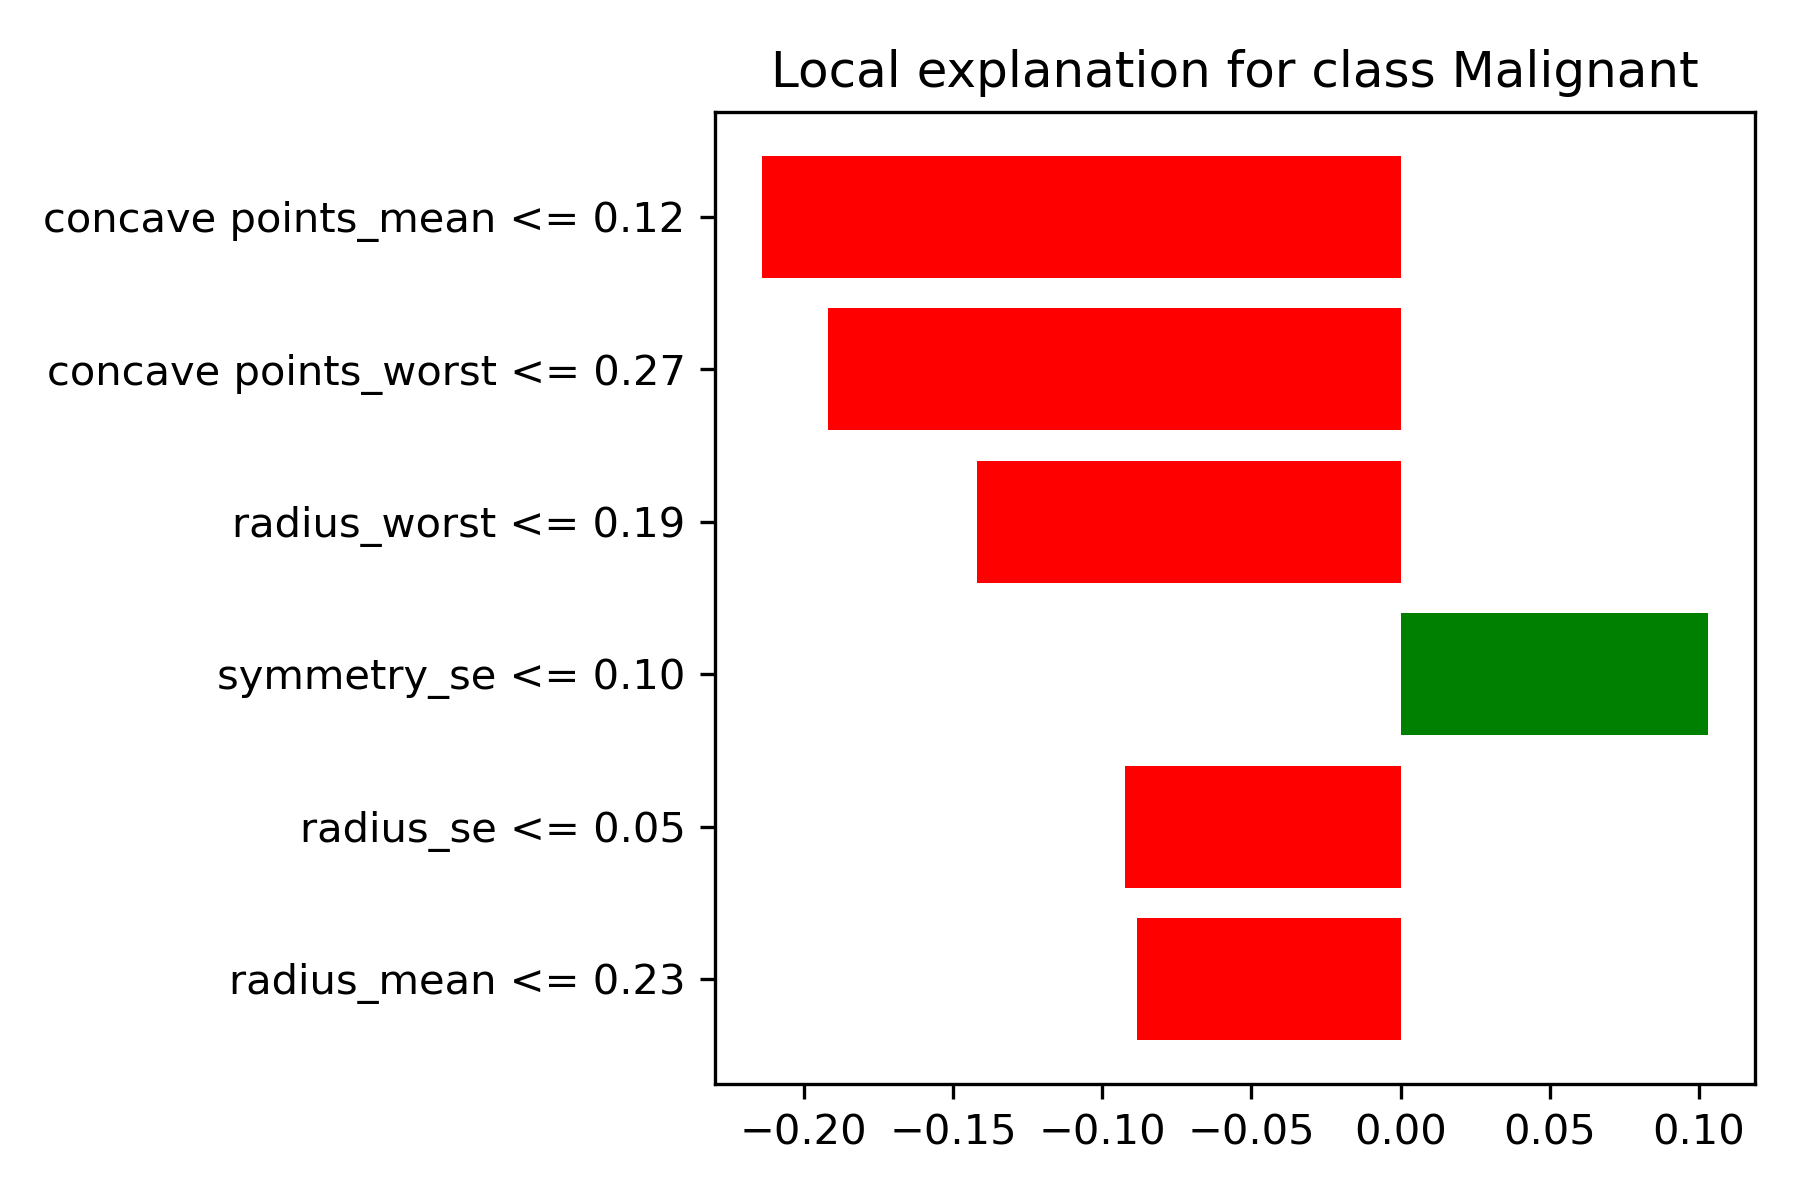 Local explanation for class Malignant
concave points_mean <= 0.12
concave points_worst <= 0.27
radius_worst <= 0.19
symmetry_se <= 0.10
radius_se <= 0.05
radius_mean <= 0.23
−0.20 −0.15 −0.10 −0.05 0.00 0.05 0.10